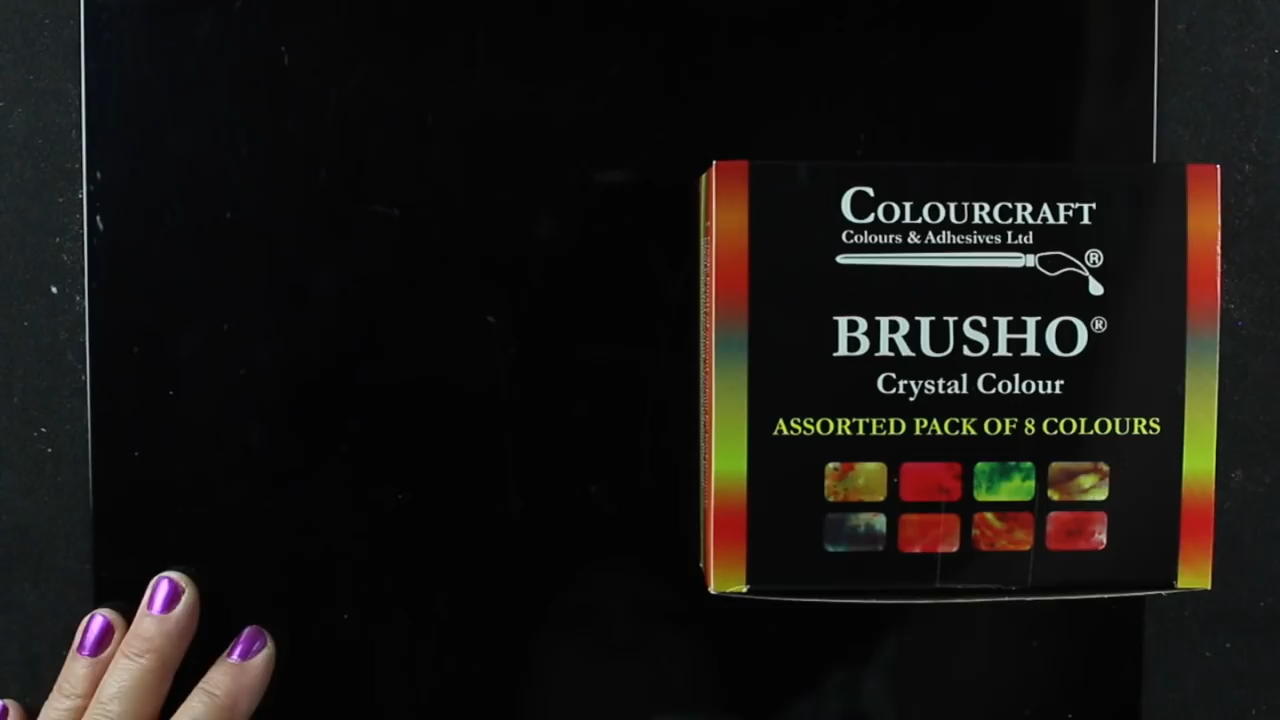 COLOURCRAFT
Colours & Adhesives Ltd
®
BRUSHO®
Crystal Colour
ASSORTED PACK OF 8 COLOURS